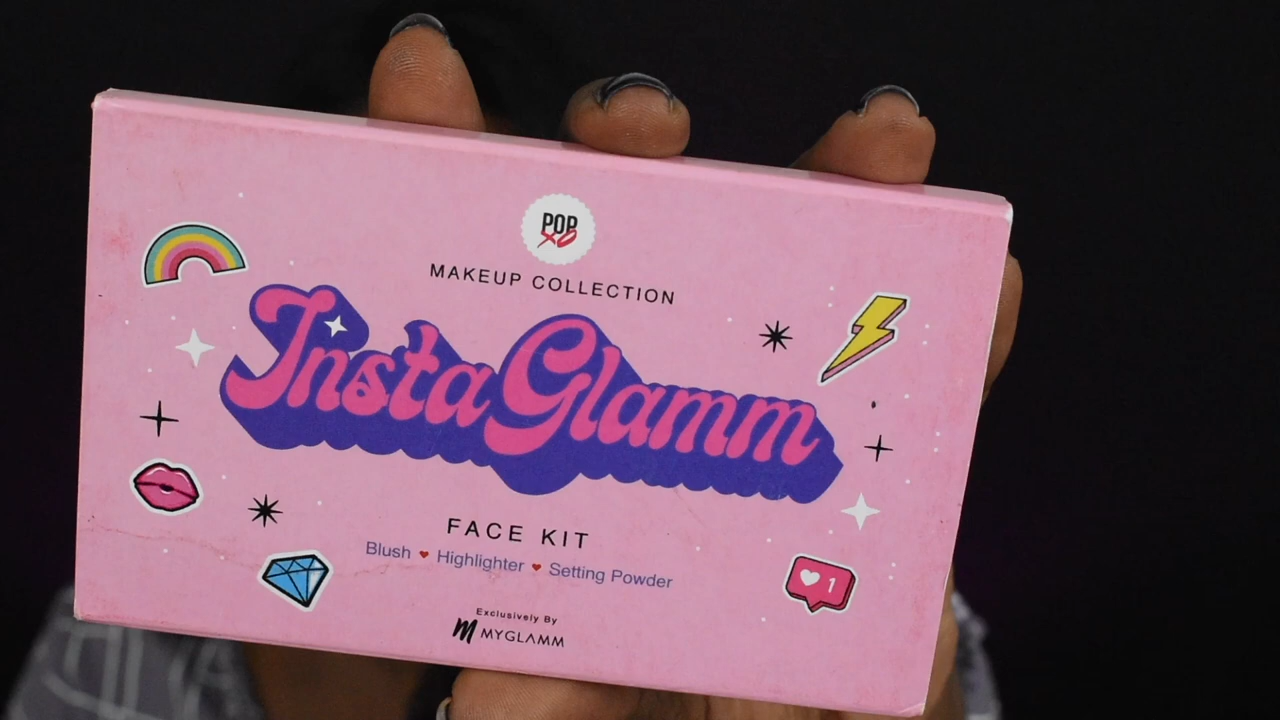 POP
XO
MAKEUP COLLECTION
InstaGlamm
FACE KIT
Blush ♥ Highlighter ♥ Setting Powder
Exclusively By
MYGLAMM
1